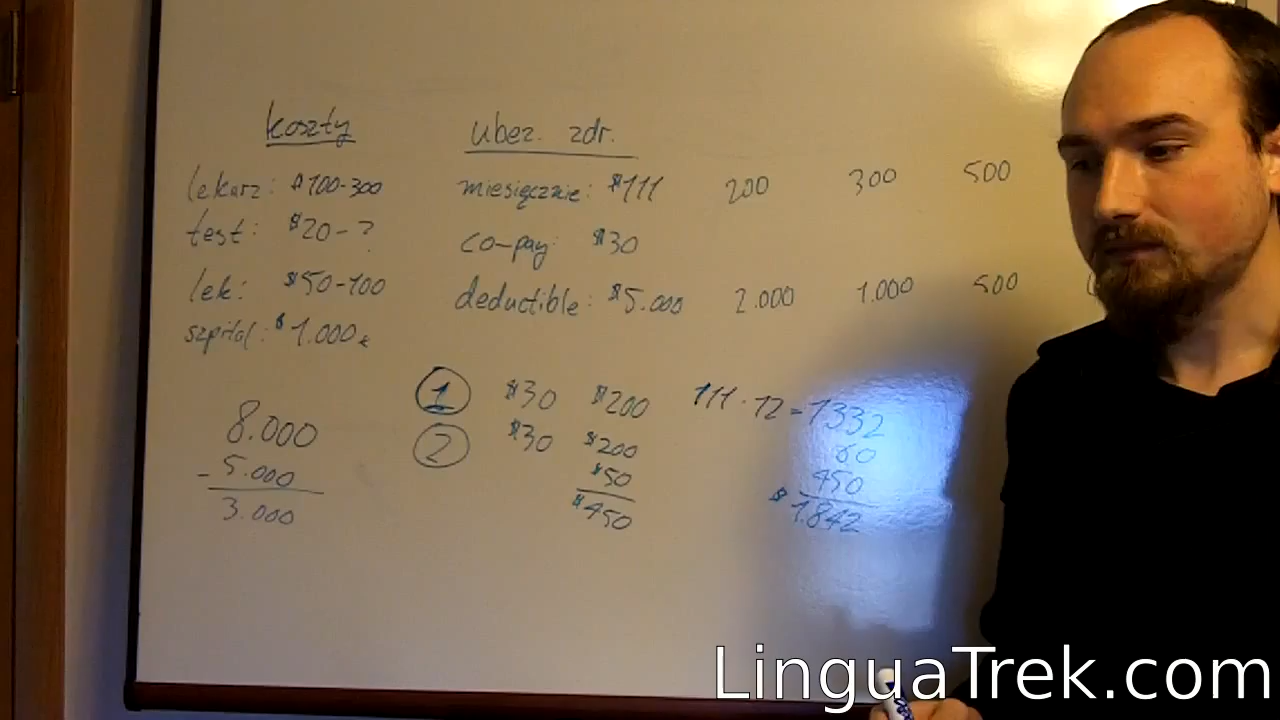 koszty
lekarz: $100-300
test: $20-?
lek:  $50-100
szpital: $1.000
8.000
- 5.000
3.000
ubez. zdr.
miesięcznie: $111 200 300 500
co-pay: $30
deductible: $5.000 2.000 1.000 500
1 $30 $200
2 $30 $200
$50
$450
111·12=1332
60
450
$1.842
LinguaTrek.com